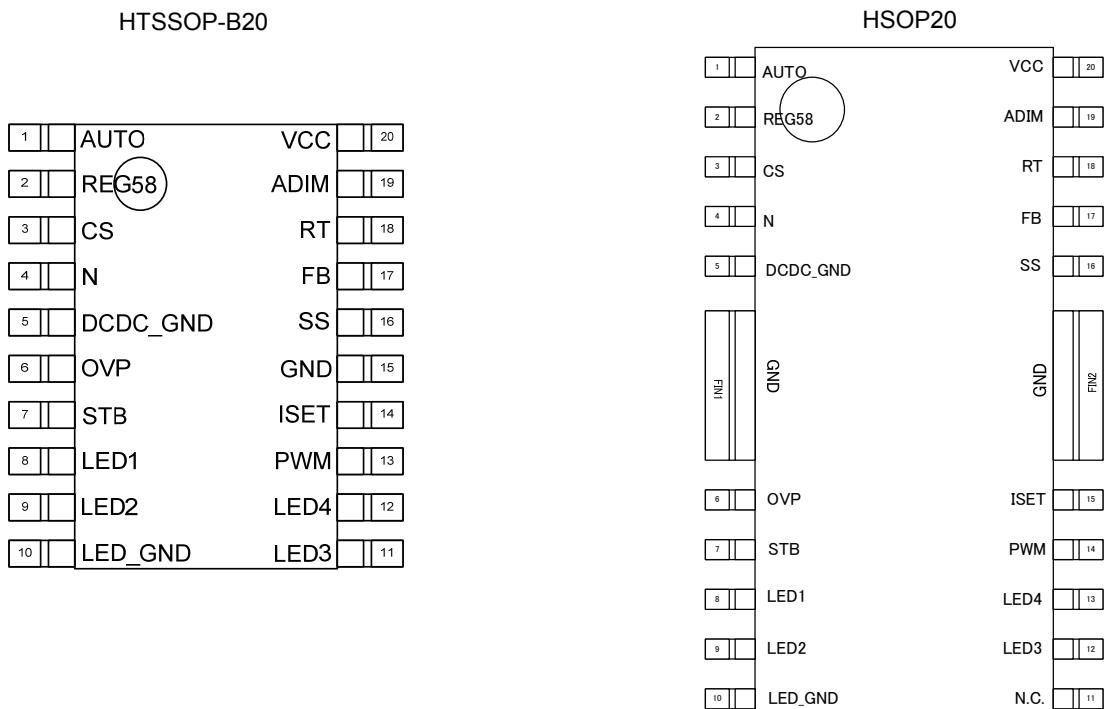 HTSSOP-B20
1 AUTO VCC 20
2 REG58 ADIM 19
3 CS RT 18
4 N FB 17
5 DCDC_GND SS 16
6 OVP GND 15
7 STB ISET 14
8 LED1 PWM 13
9 LED2 LED4 12
10 LED_GND LED3 11
HSOP20
1 AUTO VCC 20
2 REG58 ADIM 19
3 CS RT 18
4 N FB 17
5 DCDC_GND SS 16
FIN1 GND GND FIN2
6 OVP ISET 15
7 STB PWM 14
8 LED1 LED4 13
9 LED2 LED3 12
10 LED_GND N.C. 11